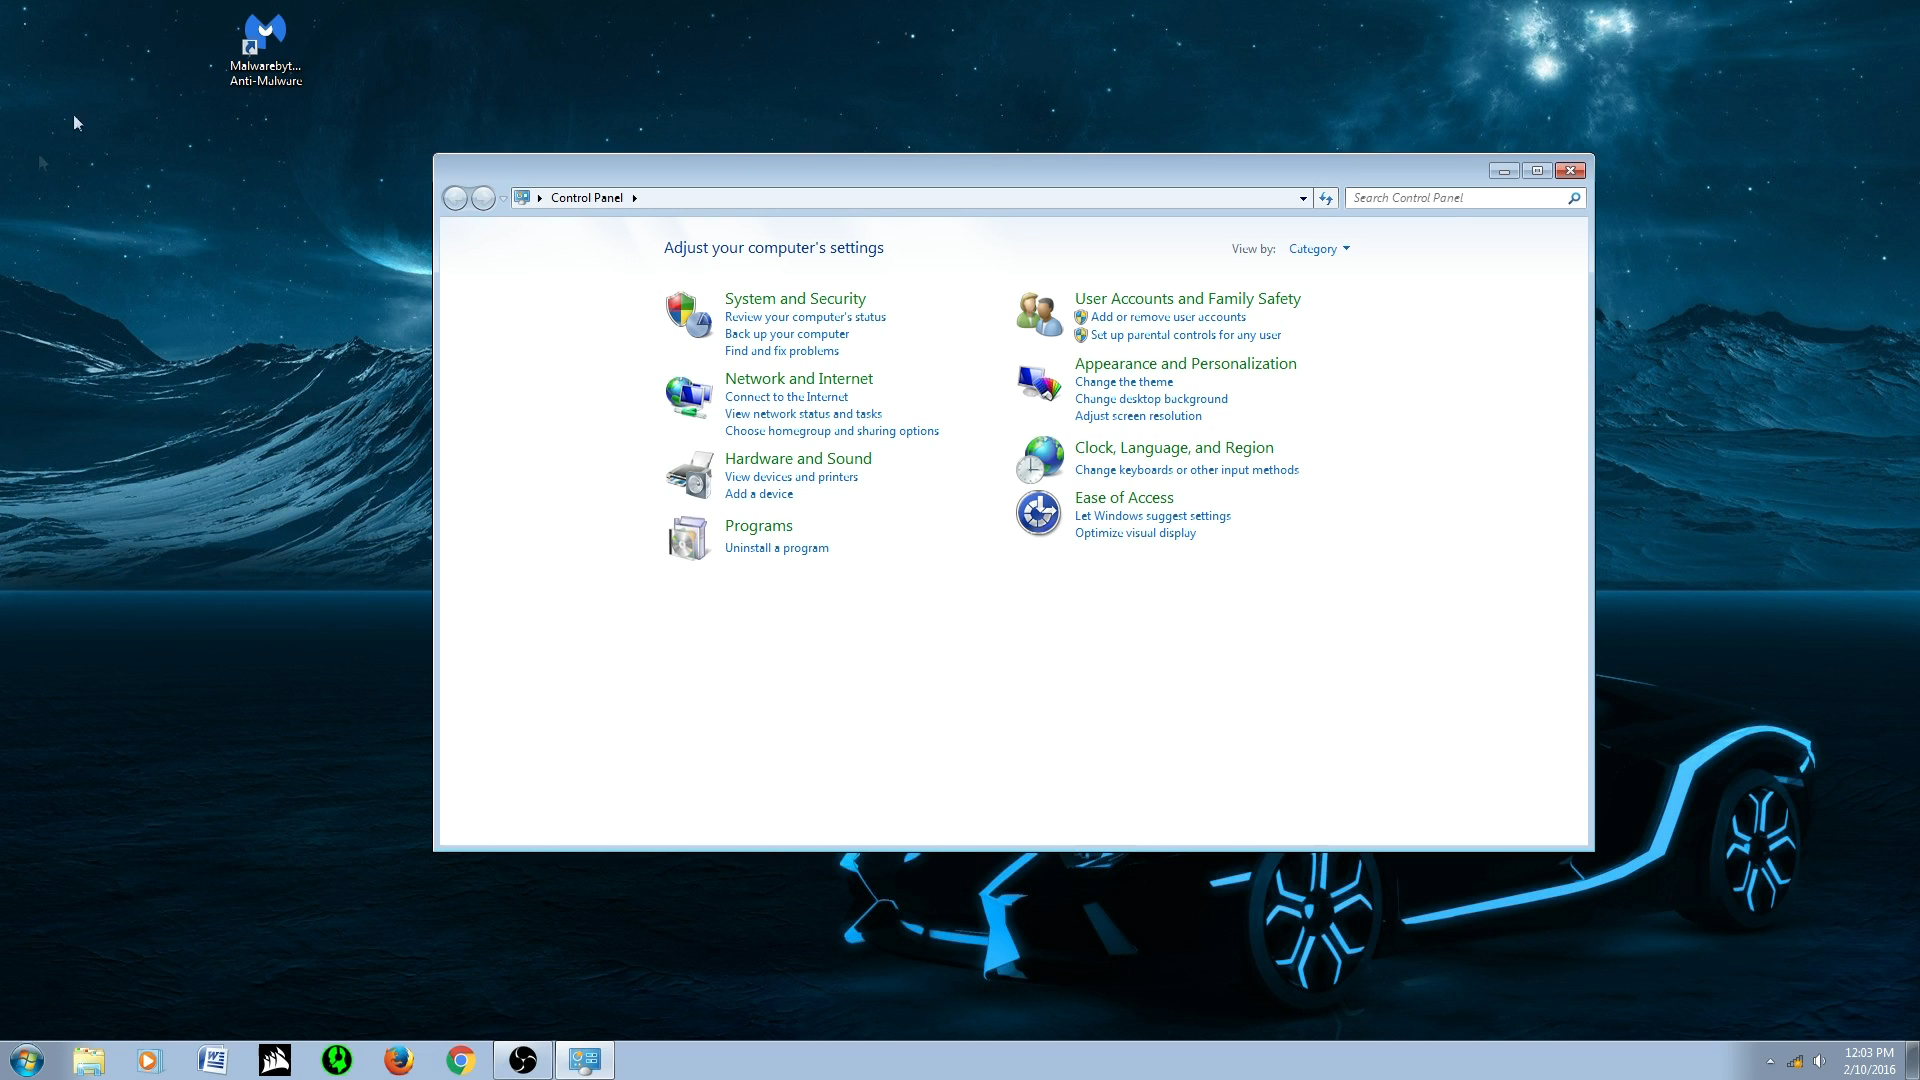 Malwarebyt...
Anti-Malware
Control Panel
Search Control Panel
Adjust your computer's settings
View by: Category
System and Security
Review your computer's status
Back up your computer
Find and fix problems
Network and Internet
Connect to the Internet
View network status and tasks
Choose homegroup and sharing options
Hardware and Sound
View devices and printers
Add a device
Programs
Uninstall a program
User Accounts and Family Safety
Add or remove user accounts
Set up parental controls for any user
Appearance and Personalization
Change the theme
Change desktop background
Adjust screen resolution
Clock, Language, and Region
Change keyboards or other input methods
Ease of Access
Let Windows suggest settings
Optimize visual display
12:03 PM
2/10/2016